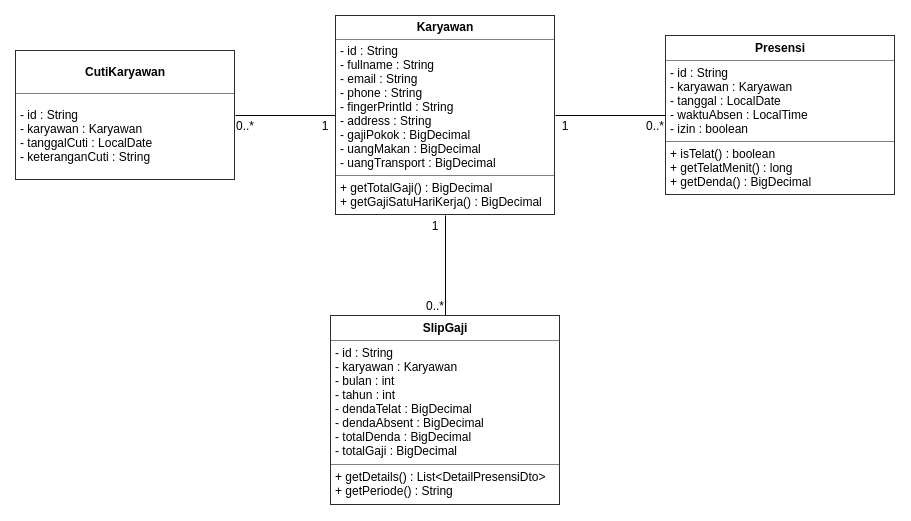 CutiKaryawan
- id : String
- karyawan : Karyawan
- tanggalCuti : LocalDate
- keteranganCuti : String
0..*
1
Karyawan
- id : String
- fullname : String
- email : String
- phone : String
- fingerPrintId : String
- address : String
- gajiPokok : BigDecimal
- uangMakan : BigDecimal
- uangTransport : BigDecimal
+ getTotalGaji() : BigDecimal
+ getGajiSatuHariKerja() : BigDecimal
1
0..*
Presensi
- id : String
- karyawan : Karyawan
- tanggal : LocalDate
- waktuAbsen : LocalTime
- izin : boolean
+ isTelat() : boolean
+ getTelatMenit() : long
+ getDenda() : BigDecimal
1
0..*
SlipGaji
- id : String
- karyawan : Karyawan
- bulan : int
- tahun : int
- dendaTelat : BigDecimal
- dendaAbsent : BigDecimal
- totalDenda : BigDecimal
- totalGaji : BigDecimal
+ getDetails() : List<DetailPresensiDto>
+ getPeriode() : String